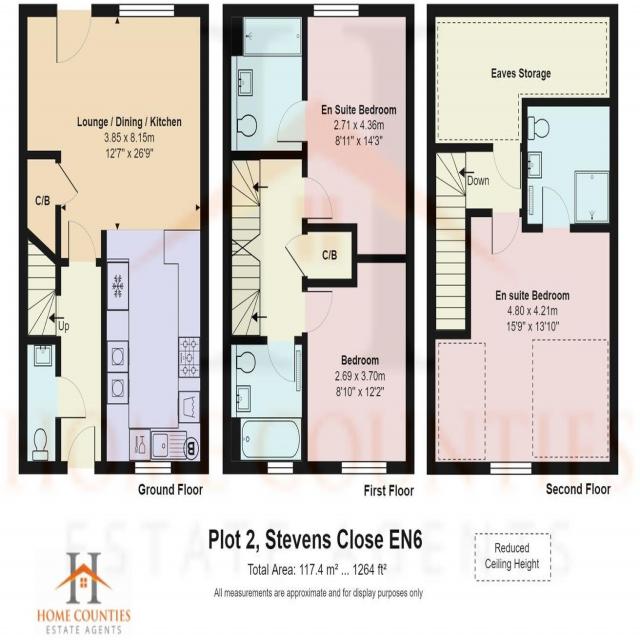 Lounge / Dining / Kitchen
3.85 x 8.15m
12'7" x 26'9"
C/B
Up
Ground Floor
En Suite Bedroom
2.71 x 4.36m
8'11" x 14'3"
C/B
Bedroom
2.69 x 3.70m
8'10" x 12'2"
First Floor
Eaves Storage
Down
En suite Bedroom
4.80 x 4.21m
15'9" x 13'10"
Second Floor
HOME COUNTIES
ESTATE AGENTS
Plot 2, Stevens Close EN6
Total Area: 117.4 m² ... 1264 ft²
All measurements are approximate and for display purposes only
Reduced
Ceiling Height
H
HOME COUNTIES
ESTATE AGENTS